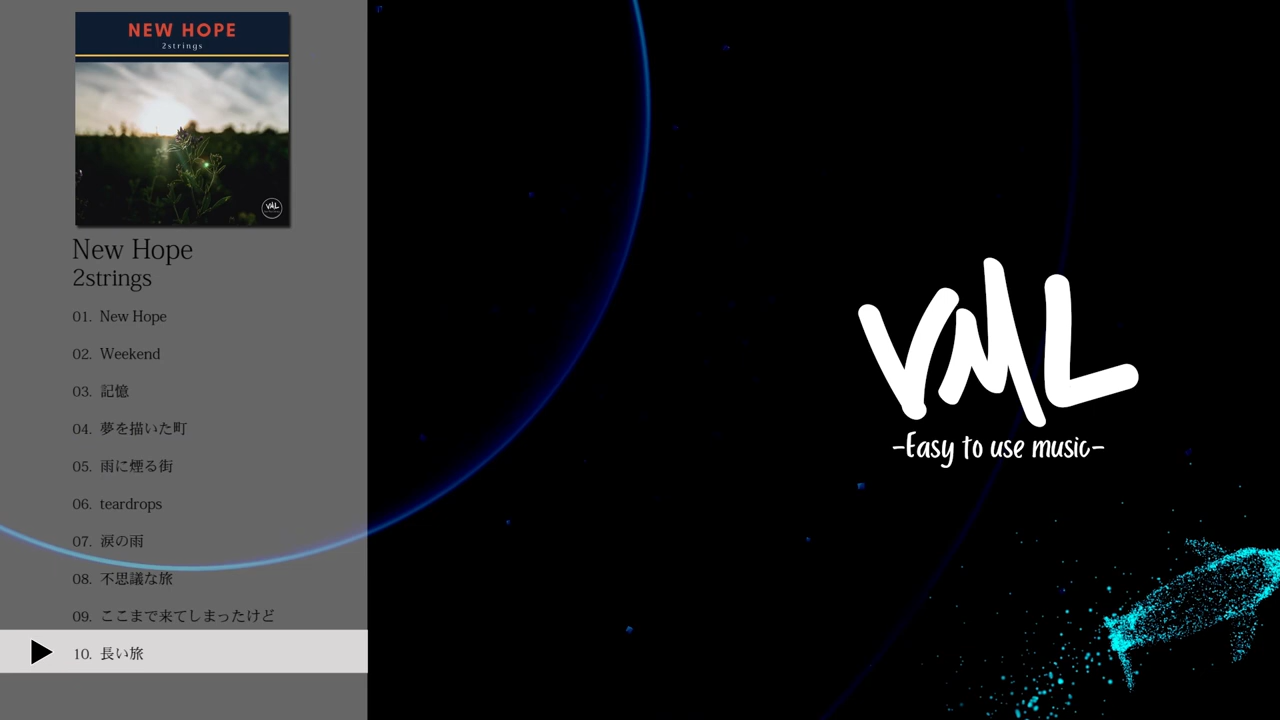 NEW HOPE
2strings
VML
New Hope
2strings
01. New Hope
02. Weekend
03. 記憶
04. 夢を描いた町
05. 雨に煙る街
06. teardrops
07. 涙の雨
08. 不思議な旅
09. ここまで来てしまったけど
10. 長い旅
VML
-Easy to use music-